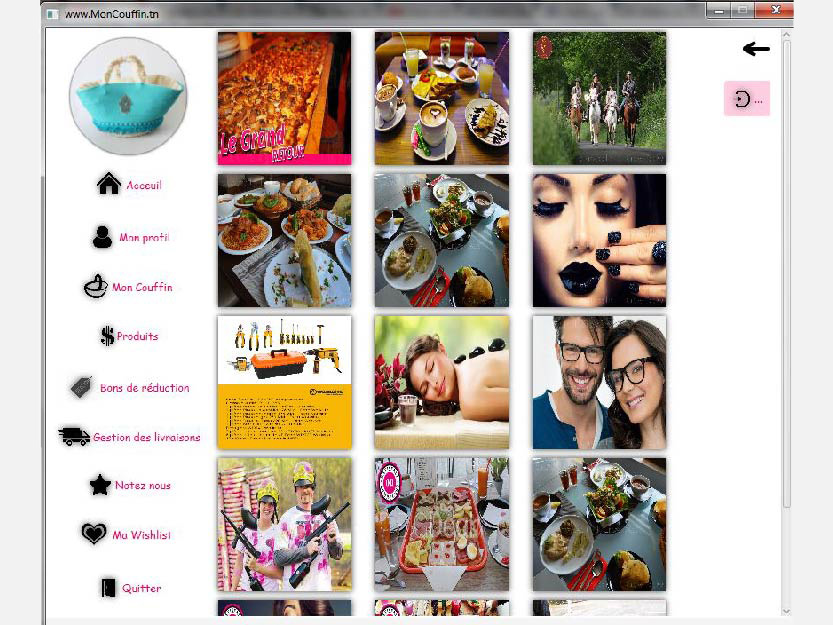 www.MonCouffin.tn
Le Grand
RETOUR
Acceuil
Mon profil
Mon Couffin
Produits
Bons de réduction
Gestion des livraisons
Notez nous
Ma Wishlist
Quitter
...